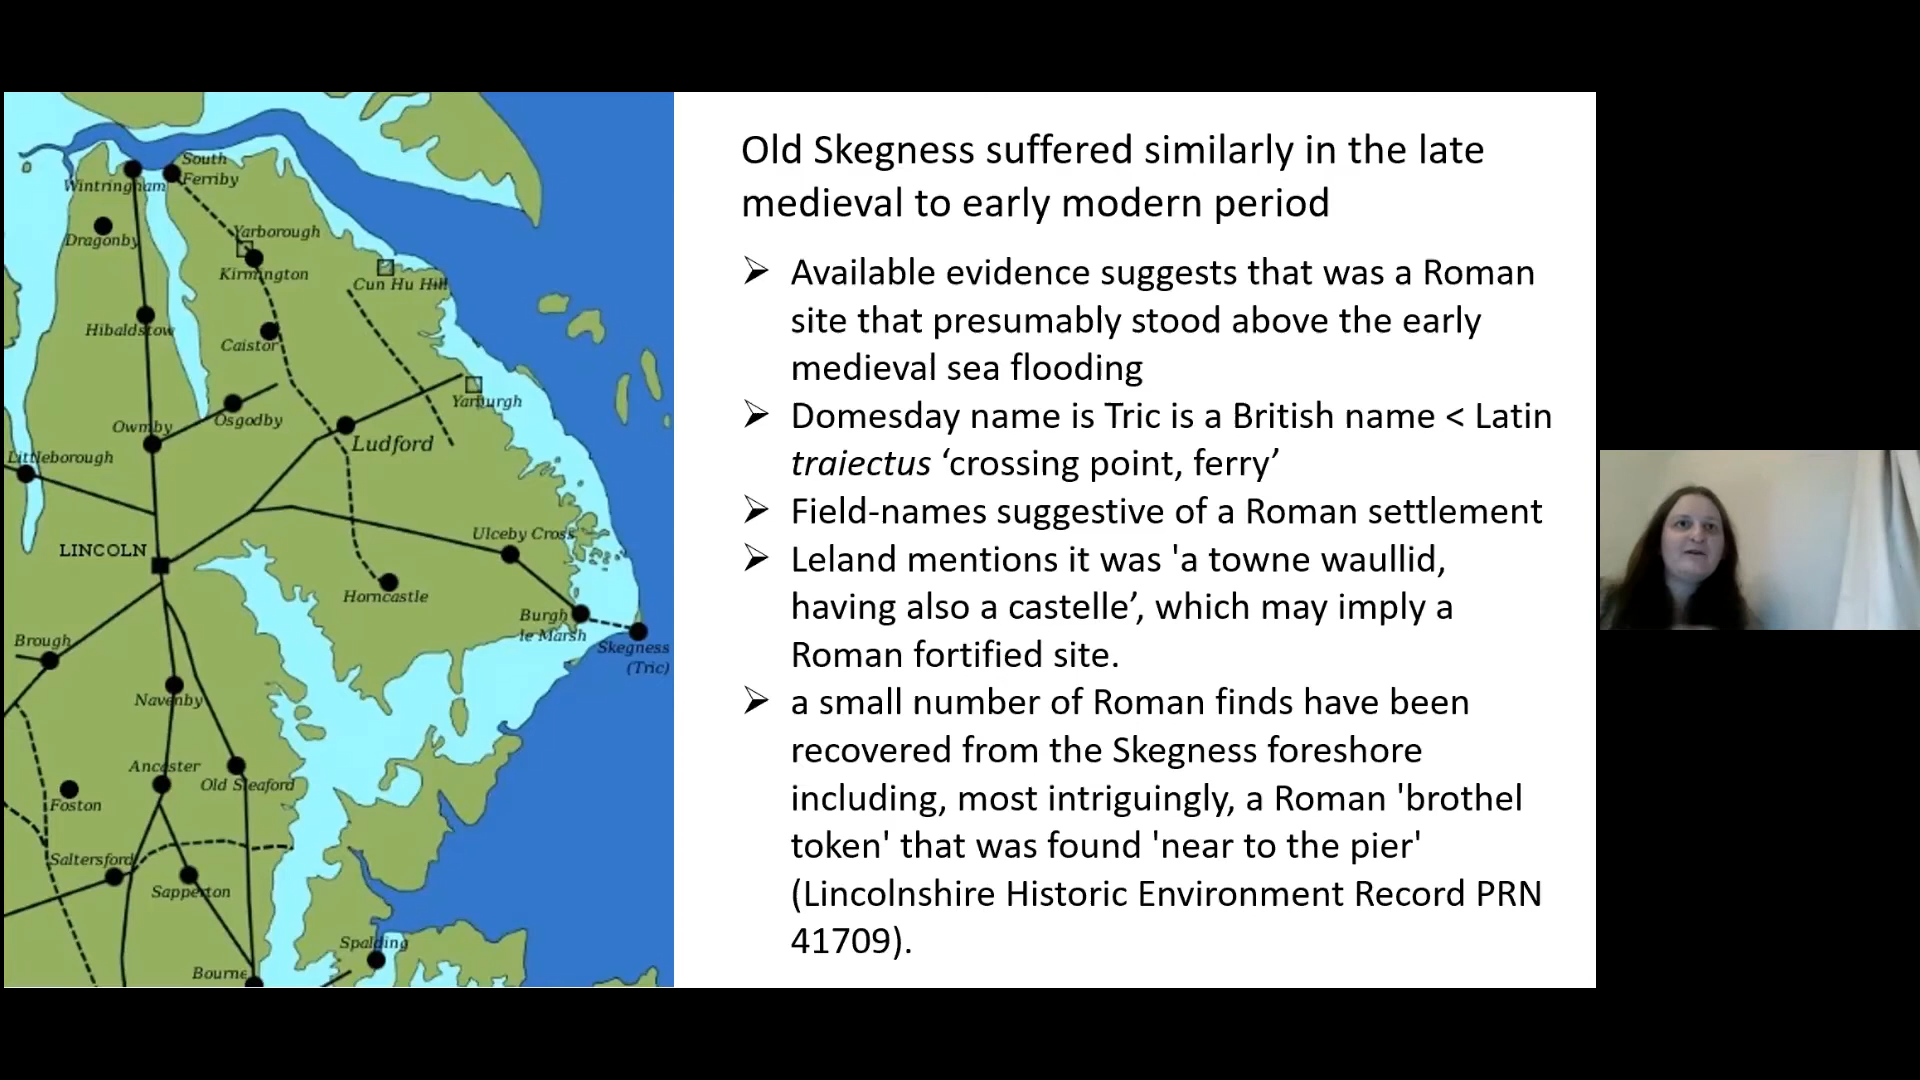 South
Ferriby
Wintringham
Dragonby
Yarborough
Kirmington
Cun Hu Hill
Hibaldstow
Caistor
Yarburgh
Osgodby
Owmby
Ludford
Littleborough
Ulceby Cross
LINCOLN
Horncastle
Burgh
le Marsh
Skegness
(Tric)
Brough
Navenby
Ancaster
Old Sleaford
Foston
Saltersford
Sapperton
Spalding
Bourne
Old Skegness suffered similarly in the late
medieval to early modern period
Available evidence suggests that was a Roman
site that presumably stood above the early
medieval sea flooding
Domesday name is Tric is a British name < Latin
traiectus ‘crossing point, ferry’
Field-names suggestive of a Roman settlement
Leland mentions it was 'a towne waullid,
having also a castelle’, which may imply a
Roman fortified site.
a small number of Roman finds have been
recovered from the Skegness foreshore
including, most intriguingly, a Roman 'brothel
token' that was found 'near to the pier'
(Lincolnshire Historic Environment Record PRN
41709).